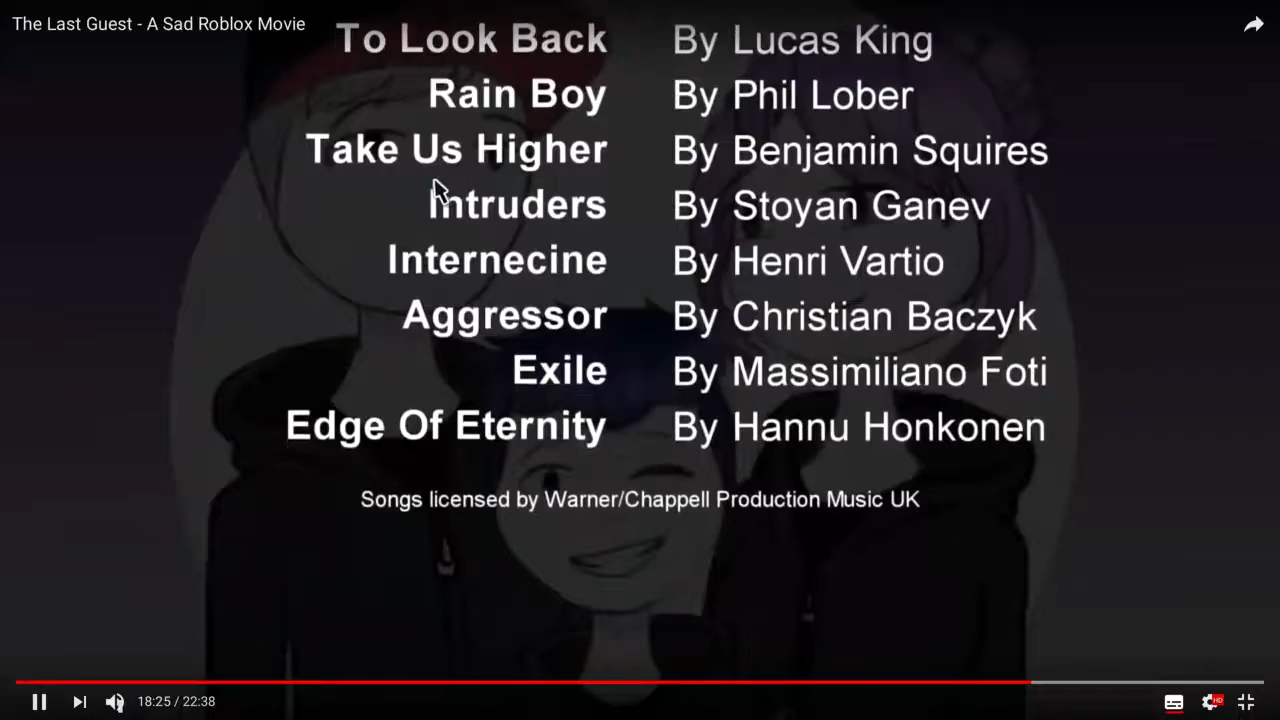 The Last Guest - A Sad Roblox Movie
To Look Back By Lucas King
Rain Boy By Phil Lober
Take Us Higher By Benjamin Squires
Intruders By Stoyan Ganev
Internecine By Henri Vartio
Aggressor By Christian Baczyk
Exile By Massimiliano Foti
Edge Of Eternity By Hannu Honkonen
Songs licensed by Warner/Chappell Production Music UK
18:25 / 22:38
HD